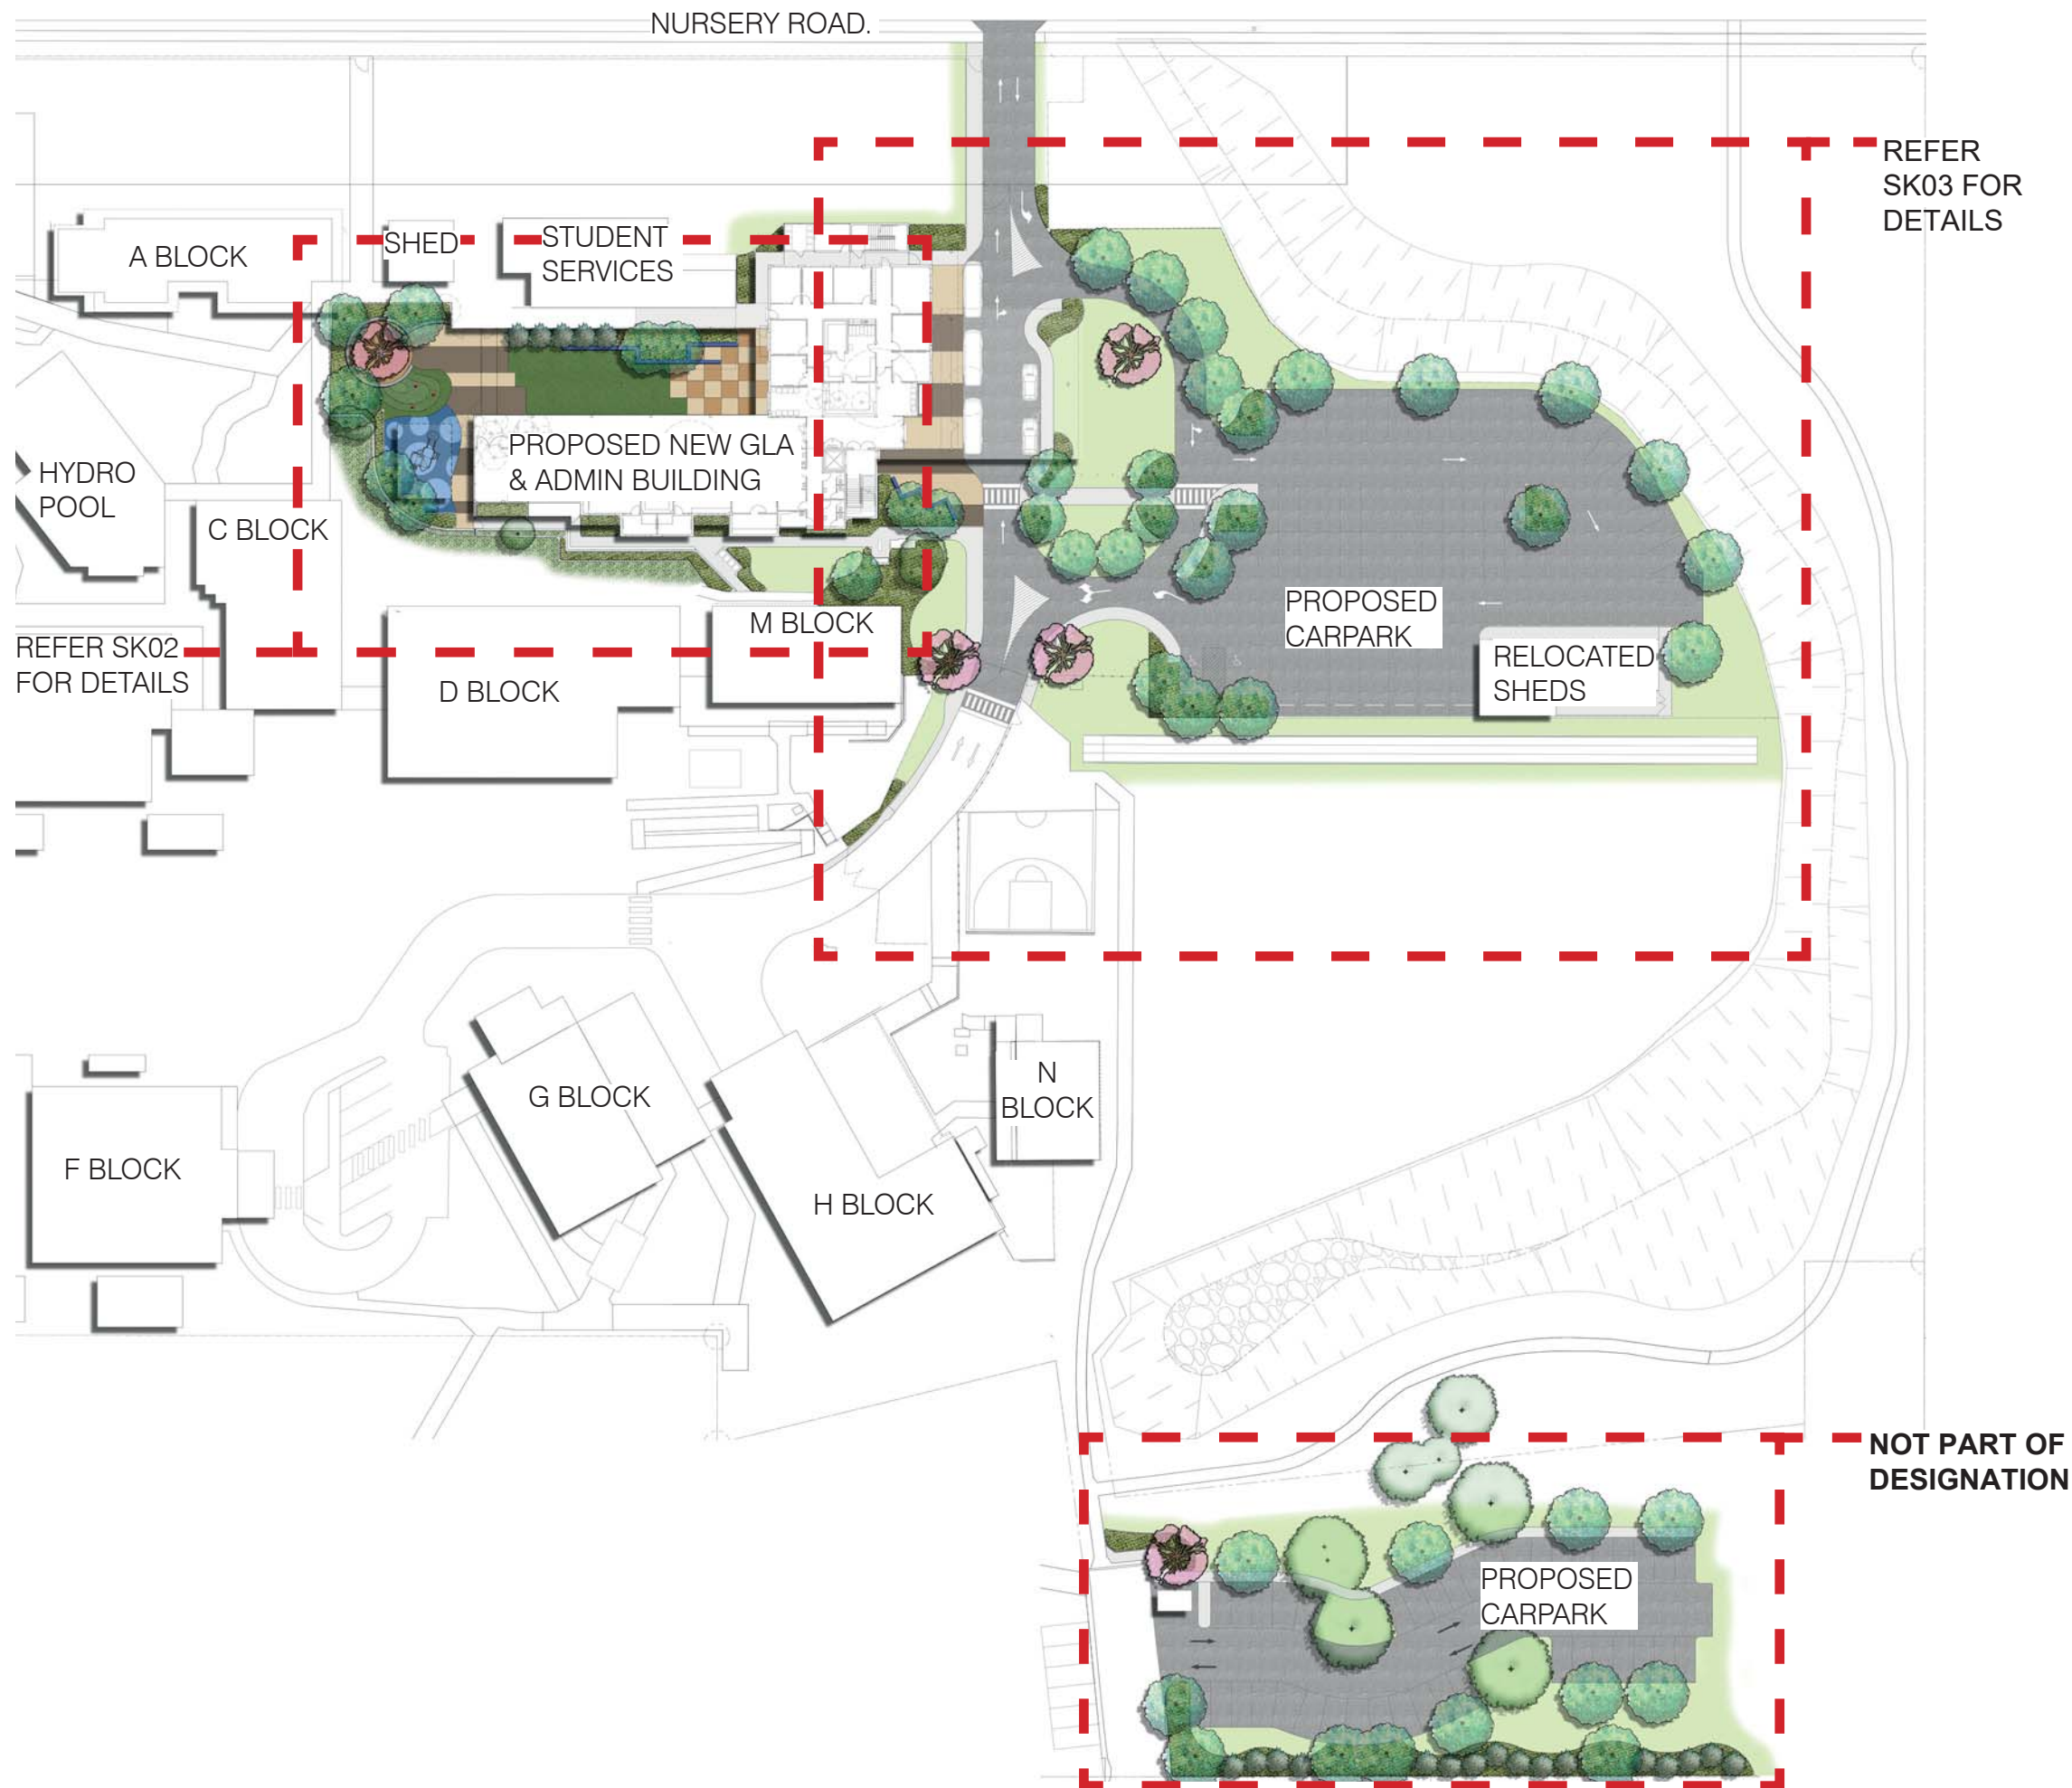 NURSERY ROAD.
REFER
SK03 FOR
DETAILS
A BLOCK
SHED
STUDENT
SERVICES
PROPOSED NEW GLA
& ADMIN BUILDING
HYDRO
POOL
C BLOCK
REFER SK02
FOR DETAILS
D BLOCK
M BLOCK
PROPOSED
CARPARK
RELOCATED
SHEDS
F BLOCK
G BLOCK
H BLOCK
N
BLOCK
NOT PART OF
DESIGNATION
PROPOSED
CARPARK